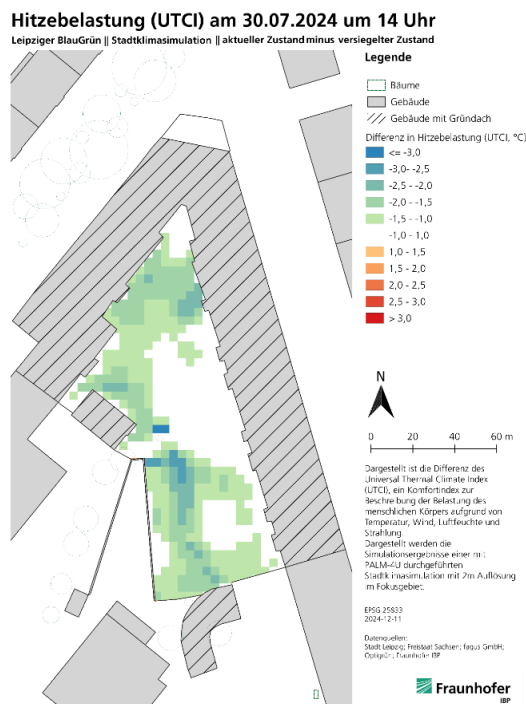 Hitzebelastung (UTCI) am 30.07.2024 um 14 Uhr
Leipziger BlauGrün || Stadtklimasimulation || aktueller Zustand minus versiegelter Zustand
Legende
Bäume
Gebäude
Gebäude mit Gründach
Differenz in Hitzebelastung (UTCI, °C)
<= -3,0
-3,0- -2,5
-2,5 - -2,0
-2,0 - -1,5
-1,5 - -1,0
-1,0 - 1,0
1,0 - 1,5
1,5 - 2,0
2,0 - 2,5
2,5 - 3,0
> 3,0
N
0 20 40 60 m
Dargestellt ist die Differenz des
Universal Thermal Climate Index
(UTCI), ein Komfortindex zur
Beschreibung der Belastung des
menschlichen Körpers aufgrund von
Temperatur, Wind, Luftfeuchte und
Strahlung.
Dargestellt werden die
Simulationsergebnisse einer mit
PALM-4U durchgeführten
Stadtklimasimulation mit 2m Auflösung
im Fokusgebiet.
EPSG 25833
2024-12-11
Datenquellen:
Stadt Leipzig; Freistaat Sachsen; fagus GmbH;
Optigrün; Fraunhofer IBP
Fraunhofer
IBP